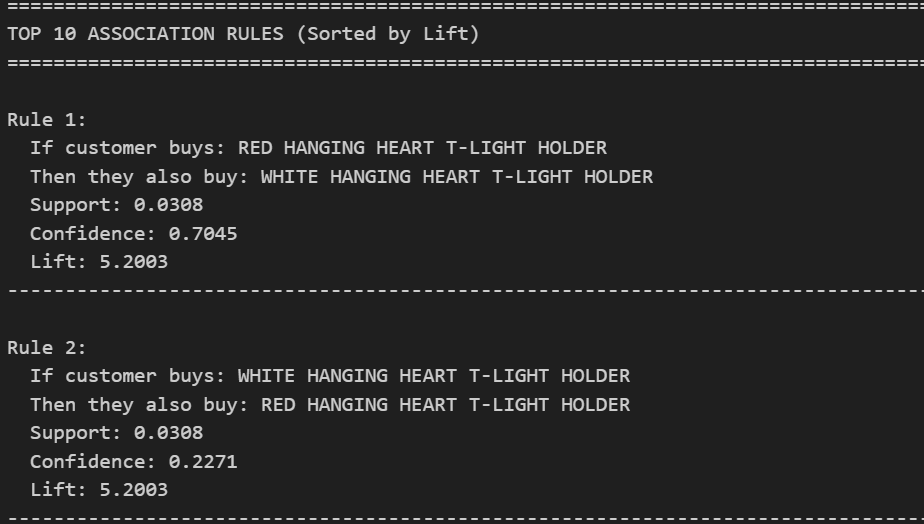 ================================================================================
TOP 10 ASSOCIATION RULES (Sorted by Lift)
================================================================================
Rule 1:
  If customer buys: RED HANGING HEART T-LIGHT HOLDER
  Then they also buy: WHITE HANGING HEART T-LIGHT HOLDER
  Support: 0.0308
  Confidence: 0.7045
  Lift: 5.2003
--------------------------------------------------------------------------------
Rule 2:
  If customer buys: WHITE HANGING HEART T-LIGHT HOLDER
  Then they also buy: RED HANGING HEART T-LIGHT HOLDER
  Support: 0.0308
  Confidence: 0.2271
  Lift: 5.2003
--------------------------------------------------------------------------------